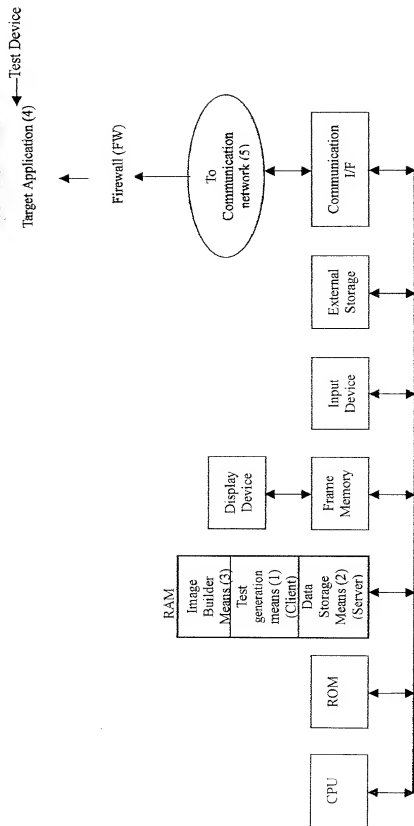 Test Device
Target Application (4)
Firewall (FW)
To
Communication
network (5)
Communication
I/F
External
Storage
Input
Device
Display
Device
Frame
Memory
RAM
Image
Builder
Means (3)
Test
generation
means (1)
(Client)
Data
Storage
Means (2)
(Server)
ROM
CPU